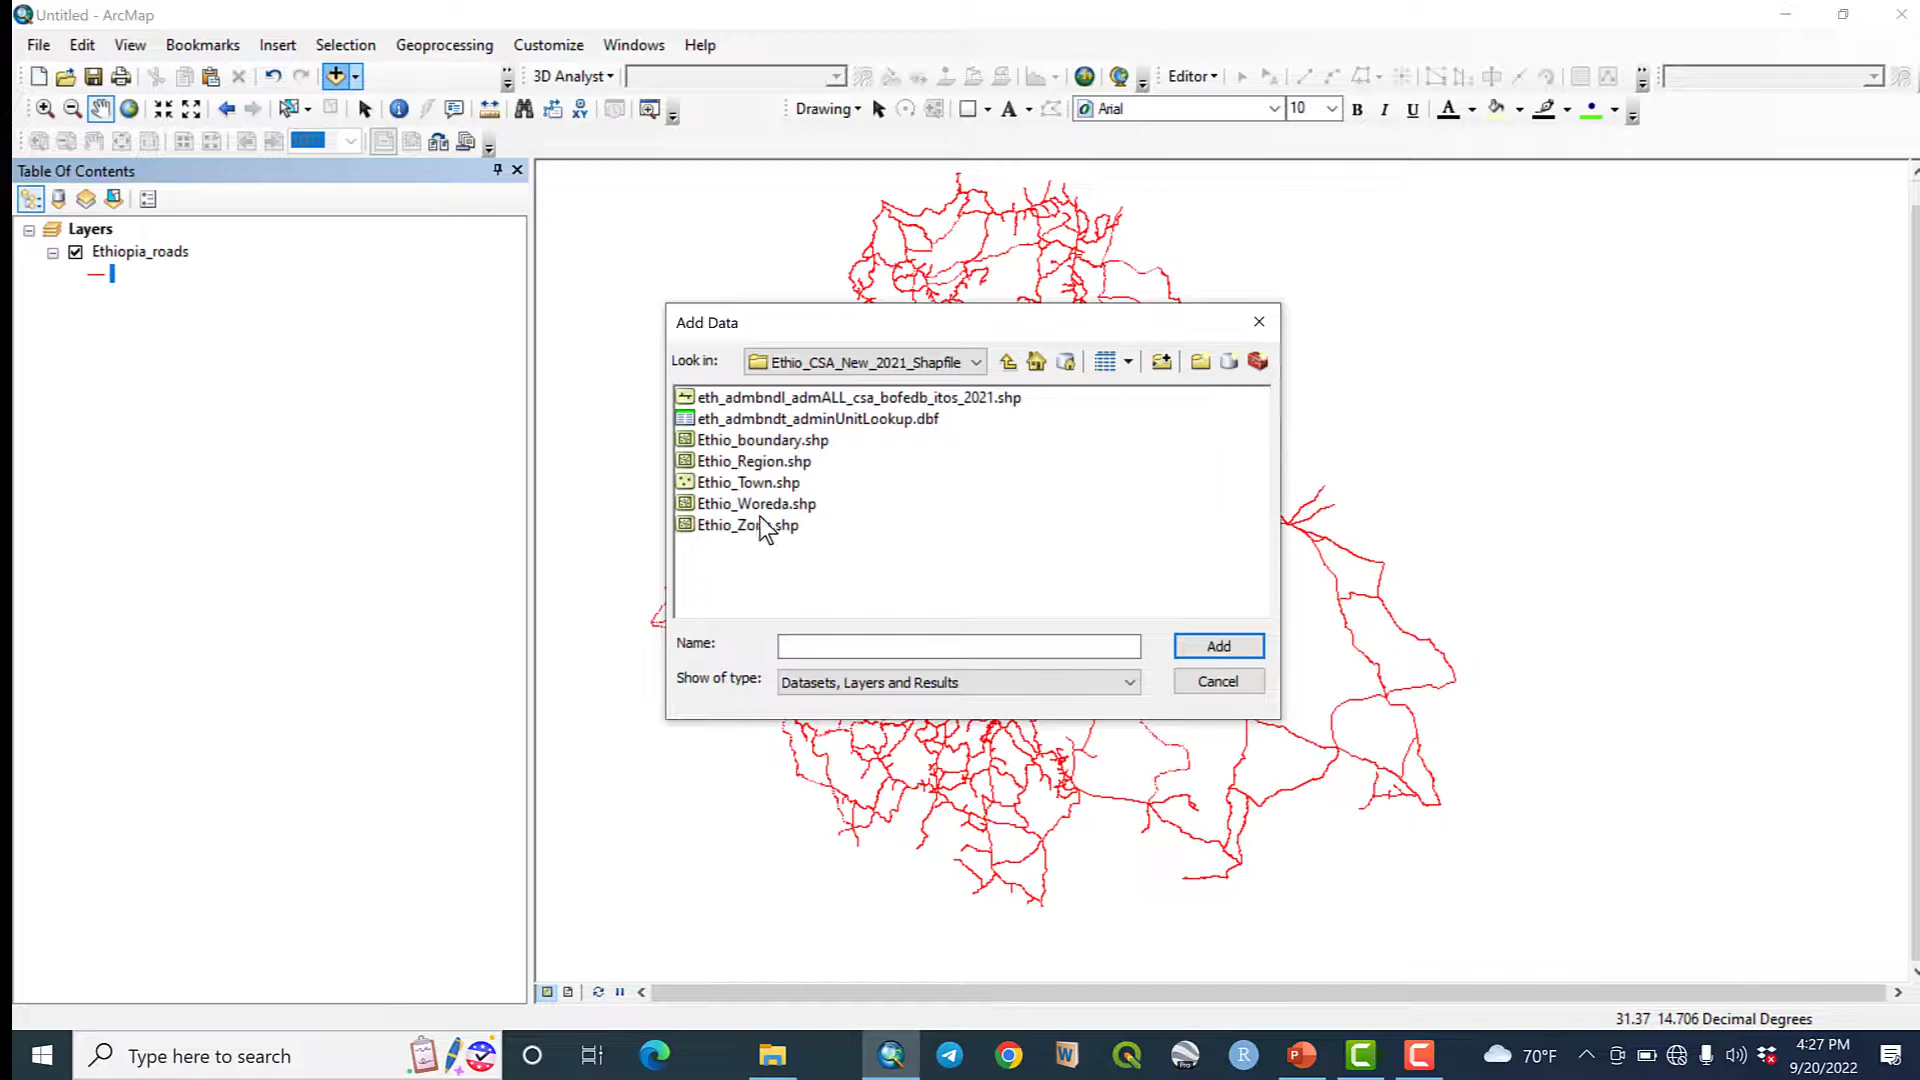 Untitled - ArcMap
File Edit View Bookmarks Insert Selection Geoprocessing Customize Windows Help
3D Analyst Editor
Drawing A Arial 10 B I U A
Table Of Contents
Layers
Ethiopia_roads
Add Data
Look in: Ethio_CSA_New_2021_Shapfile
eth_admbndl_admALL_csa_bofedb_itos_2021.shp
eth_admbndt_adminUnitLookup.dbf
Ethio_boundary.shp
Ethio_Region.shp
Ethio_Town.shp
Ethio_Woreda.shp
Name: Add
Show of type: Datasets, Layers and Results Cancel
31.37 14.706 Decimal Degrees
Type here to search
70°F
4:27 PM
9/20/2022